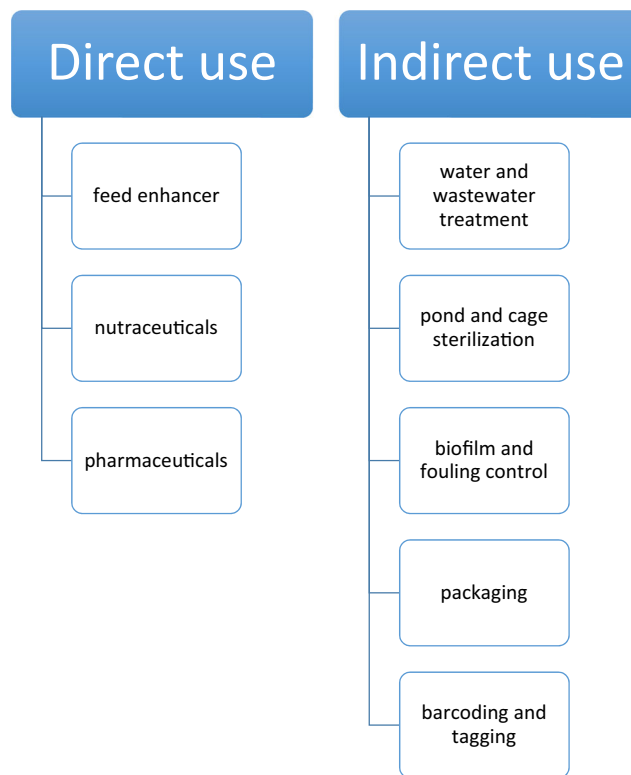 Direct use
feed enhancer
nutraceuticals
pharmaceuticals
Indirect use
water and
wastewater
treatment
pond and cage
sterilization
biofilm and
fouling control
packaging
barcoding and
tagging